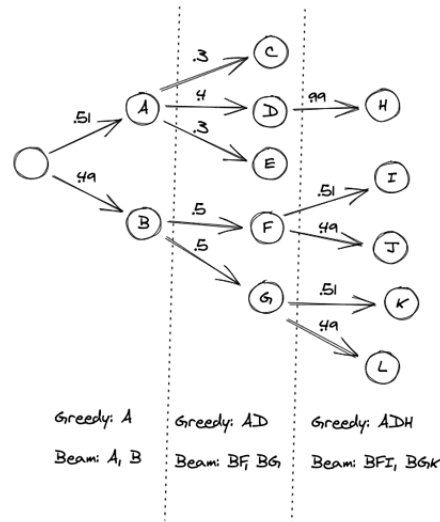 C
.3
.51
A
.4
D
.99
H
.3
E
I
.49
.51
B
.5
F
.49
J
.5
G
.51
K
.49
L
Greedy: A
Greedy: AD
Greedy: ADH
Beam: A, B
Beam: BF, BG
Beam: BFI, BGK